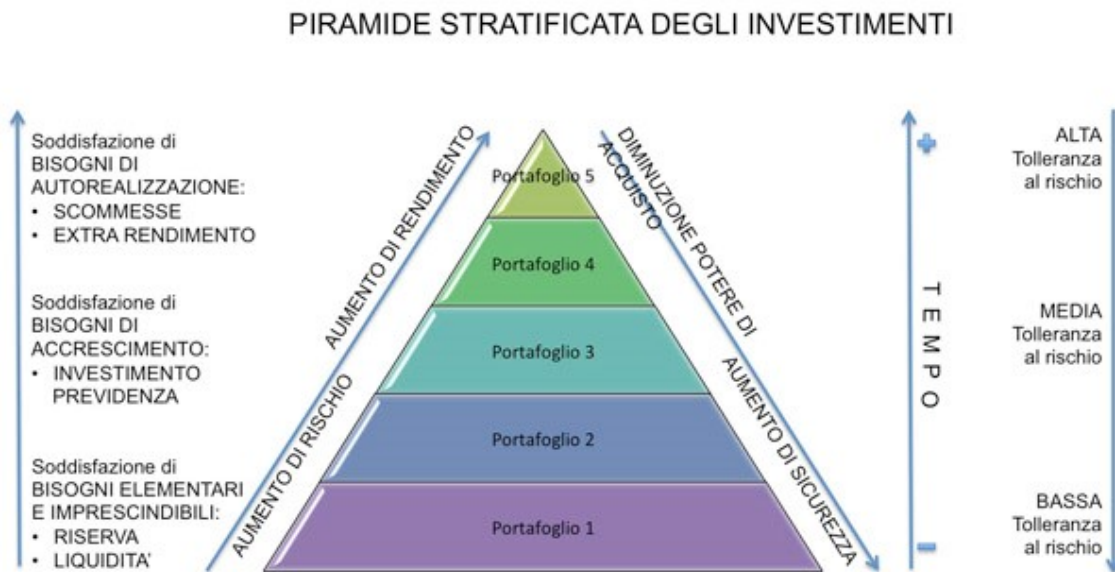 PIRAMIDE STRATIFICATA DEGLI INVESTIMENTI
Soddisfazione di
BISOGNI DI
AUTOREALIZZAZIONE:
• SCOMMESSE
• EXTRA RENDIMENTO
Soddisfazione di
BISOGNI DI
ACCRESCIMENTO:
• INVESTIMENTO
PREVIDENZA
Soddisfazione di
BISOGNI ELEMENTARI
E IMPRESCINDIBILI:
• RISERVA
• LIQUIDITA'
AUMENTO DI RISCHIO
AUMENTO DI RENDIMENTO
Portafoglio 5
Portafoglio 4
Portafoglio 3
Portafoglio 2
Portafoglio 1
DIMINUZIONE POTERE DI
ACQUISTO
AUMENTO DI SICUREZZA
+
TEMPO
-
ALTA
Tolleranza
al rischio
MEDIA
Tolleranza
al rischio
BASSA
Tolleranza
al rischio